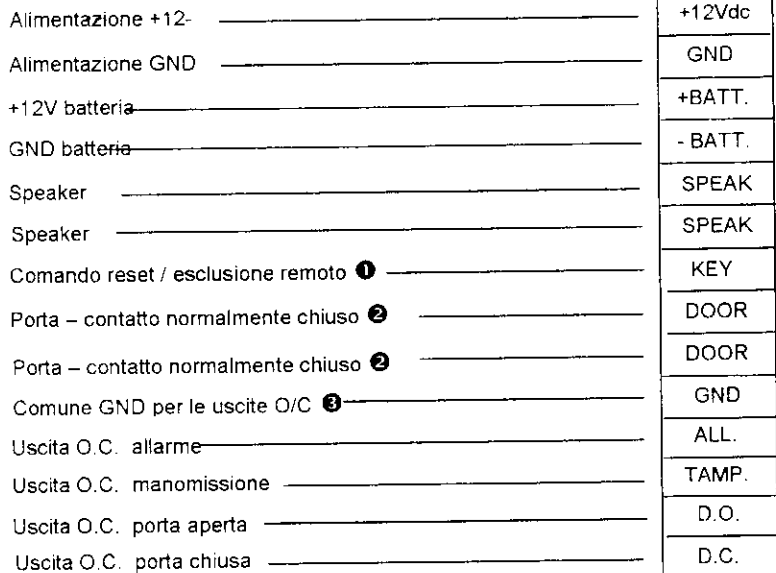 Alimentazione +12- +12Vdc
Alimentazione GND GND
+12V batteria +BATT.
GND batteria - BATT.
Speaker SPEAK
Speaker SPEAK
Comando reset / esclusione remoto ❶ KEY
Porta – contatto normalmente chiuso ❷ DOOR
Porta – contatto normalmente chiuso ❷ DOOR
Comune GND per le uscite O/C ❸ GND
Uscita O.C. allarme ALL.
Uscita O.C. manomissione TAMP.
Uscita O.C. porta aperta D.O.
Uscita O.C. porta chiusa D.C.